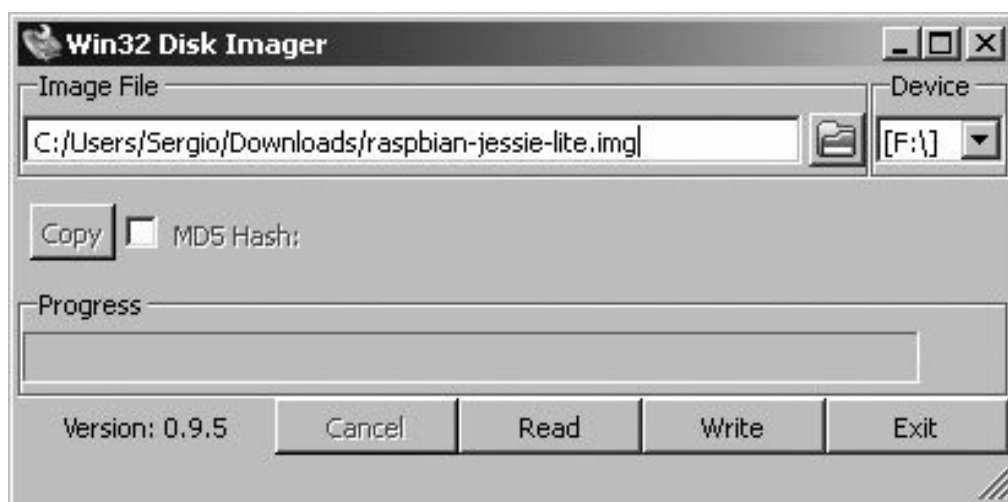 Win32 Disk Imager
Image File
Device
C:/Users/Sergio/Downloads/raspbian-jessie-lite.img
[F:\]
Copy MD5 Hash:
Progress
Version: 0.9.5 Cancel Read Write Exit